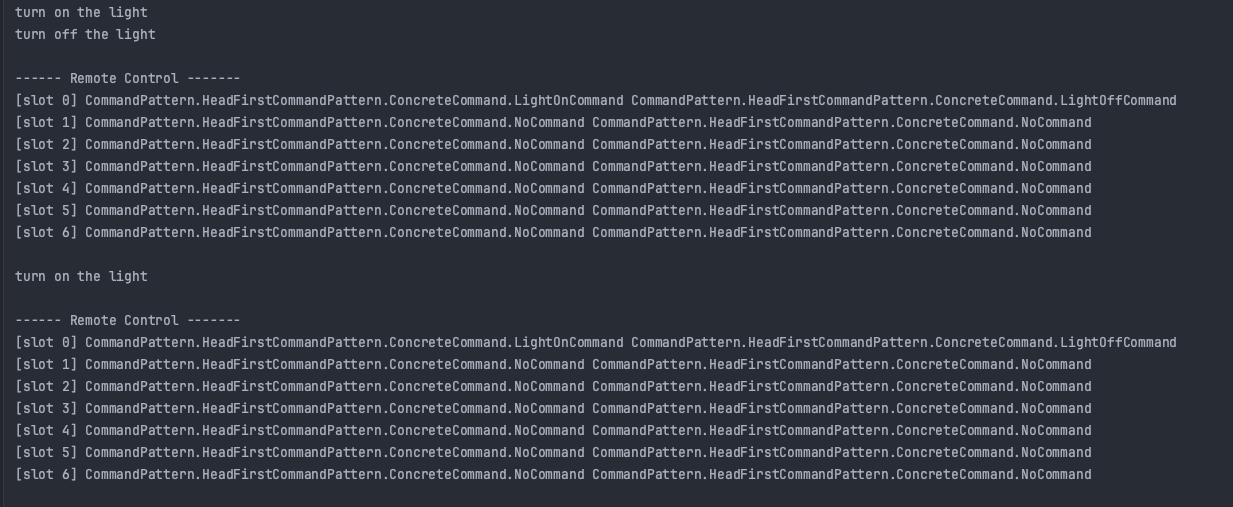 turn on the light
turn off the light
------ Remote Control -------
[slot 0] CommandPattern.HeadFirstCommandPattern.ConcreteCommand.LightOnCommand CommandPattern.HeadFirstCommandPattern.ConcreteCommand.LightOffCommand
[slot 1] CommandPattern.HeadFirstCommandPattern.ConcreteCommand.NoCommand CommandPattern.HeadFirstCommandPattern.ConcreteCommand.NoCommand
[slot 2] CommandPattern.HeadFirstCommandPattern.ConcreteCommand.NoCommand CommandPattern.HeadFirstCommandPattern.ConcreteCommand.NoCommand
[slot 3] CommandPattern.HeadFirstCommandPattern.ConcreteCommand.NoCommand CommandPattern.HeadFirstCommandPattern.ConcreteCommand.NoCommand
[slot 4] CommandPattern.HeadFirstCommandPattern.ConcreteCommand.NoCommand CommandPattern.HeadFirstCommandPattern.ConcreteCommand.NoCommand
[slot 5] CommandPattern.HeadFirstCommandPattern.ConcreteCommand.NoCommand CommandPattern.HeadFirstCommandPattern.ConcreteCommand.NoCommand
[slot 6] CommandPattern.HeadFirstCommandPattern.ConcreteCommand.NoCommand CommandPattern.HeadFirstCommandPattern.ConcreteCommand.NoCommand
turn on the light
------ Remote Control -------
[slot 0] CommandPattern.HeadFirstCommandPattern.ConcreteCommand.LightOnCommand CommandPattern.HeadFirstCommandPattern.ConcreteCommand.LightOffCommand
[slot 1] CommandPattern.HeadFirstCommandPattern.ConcreteCommand.NoCommand CommandPattern.HeadFirstCommandPattern.ConcreteCommand.NoCommand
[slot 2] CommandPattern.HeadFirstCommandPattern.ConcreteCommand.NoCommand CommandPattern.HeadFirstCommandPattern.ConcreteCommand.NoCommand
[slot 3] CommandPattern.HeadFirstCommandPattern.ConcreteCommand.NoCommand CommandPattern.HeadFirstCommandPattern.ConcreteCommand.NoCommand
[slot 4] CommandPattern.HeadFirstCommandPattern.ConcreteCommand.NoCommand CommandPattern.HeadFirstCommandPattern.ConcreteCommand.NoCommand
[slot 5] CommandPattern.HeadFirstCommandPattern.ConcreteCommand.NoCommand CommandPattern.HeadFirstCommandPattern.ConcreteCommand.NoCommand
[slot 6] CommandPattern.HeadFirstCommandPattern.ConcreteCommand.NoCommand CommandPattern.HeadFirstCommandPattern.ConcreteCommand.NoCommand